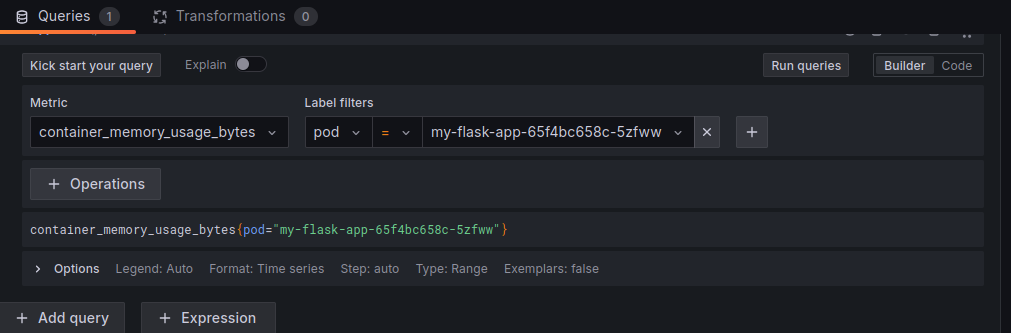 Queries 1 Transformations 0
Kick start your query Explain Run queries Builder Code
Metric Label filters
container_memory_usage_bytes pod = my-flask-app-65f4bc658c-5zfww
+ Operations
container_memory_usage_bytes{pod="my-flask-app-65f4bc658c-5zfww"}
Options Legend: Auto Format: Time series Step: auto Type: Range Exemplars: false
+ Add query + Expression